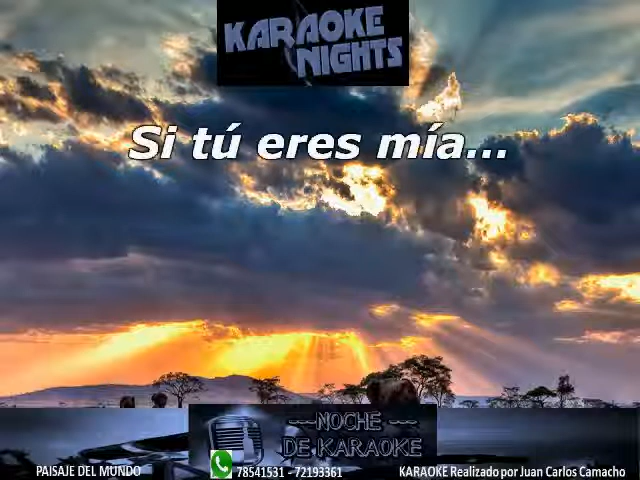 KARAOKE
NIGHTS
Si tú eres mía...
---NOCHE ---
DE KARAOKE
PAISAJE DEL MUNDO
78541531 - 72193361
KARAOKE Realizado por Juan Carlos Camacho